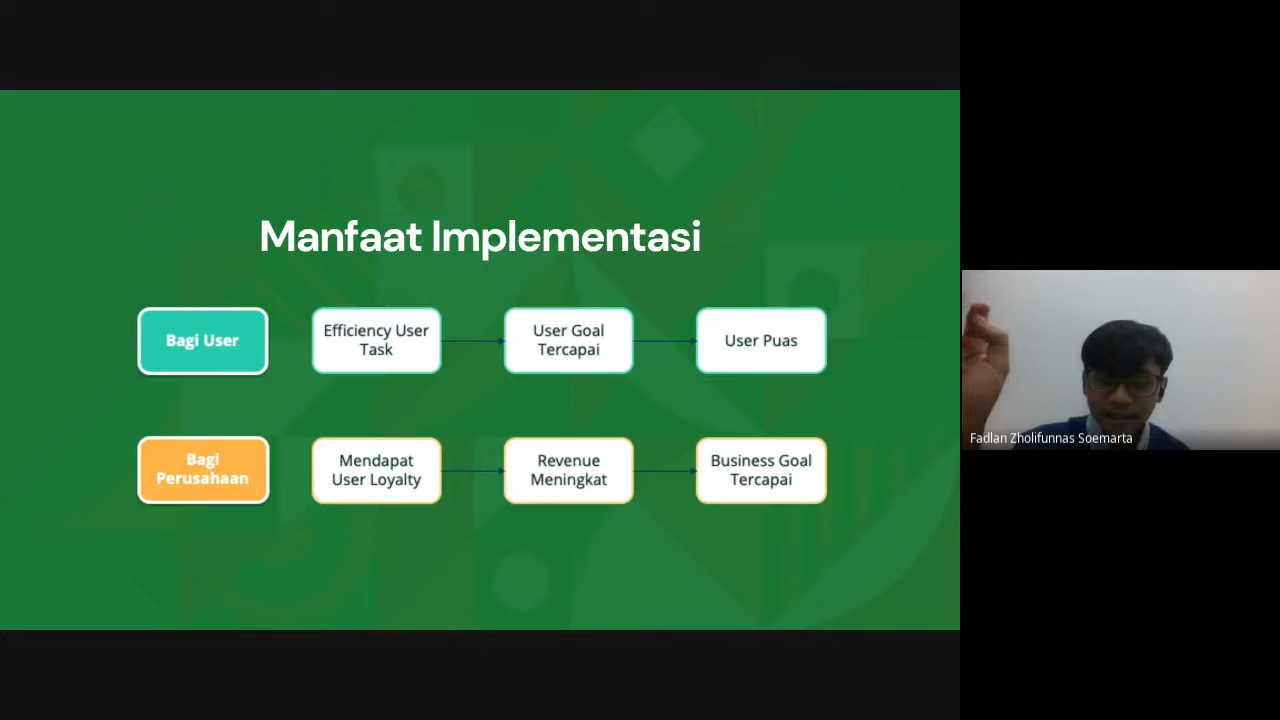 Manfaat Implementasi
Bagi User
Efficiency User
Task
User Goal
Tercapai
User Puas
Bagi
Perusahaan
Mendapat
User Loyalty
Revenue
Meningkat
Business Goal
Tercapai
Fadlan Zholifunnas Soemarta